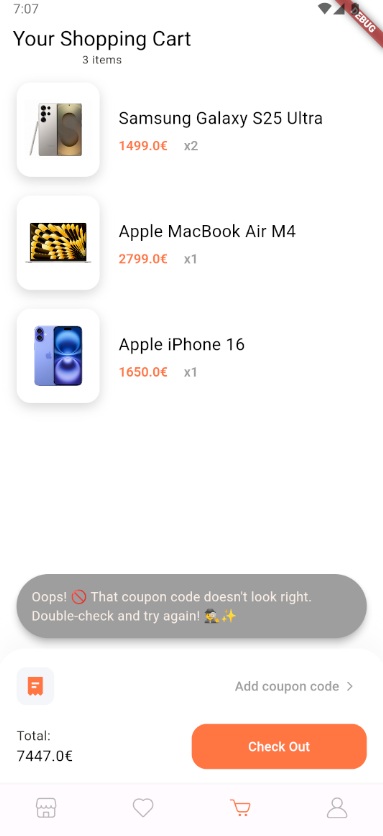 7:07
DEBUG
Your Shopping Cart
3 items
Samsung Galaxy S25 Ultra
1499.0€ x2
Apple MacBook Air M4
2799.0€ x1
Apple iPhone 16
1650.0€ x1
Oops! 🚫 That coupon code doesn't look right.
Double-check and try again! 🕵️✨
Add coupon code >
Total:
7447.0€
Check Out